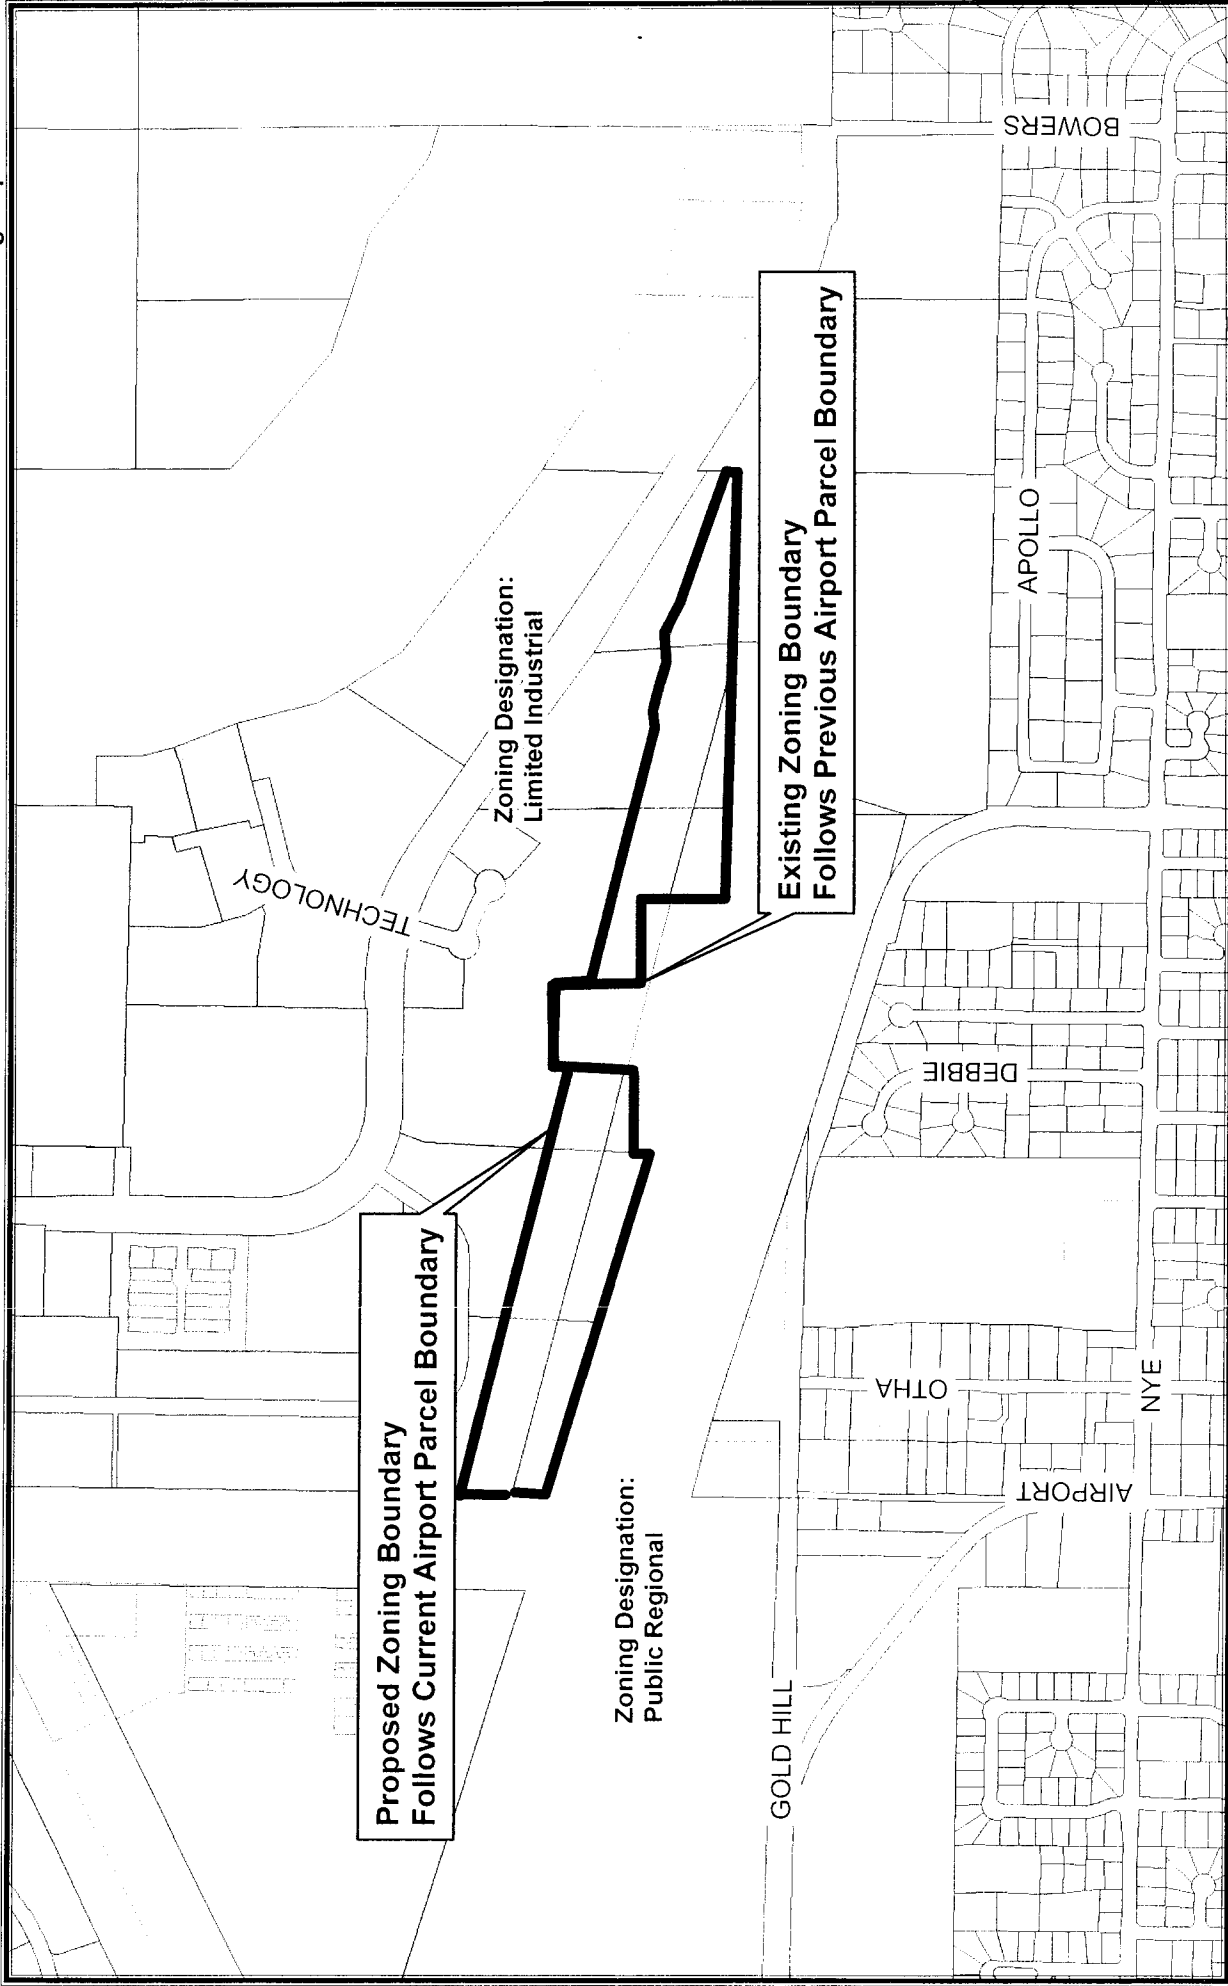 TECHNOLOGY
Zoning Designation:
Limited Industrial
Proposed Zoning Boundary
Follows Current Airport Parcel Boundary
Existing Zoning Boundary
Follows Previous Airport Parcel Boundary
Zoning Designation:
Public Regional
GOLD HILL
AIRPORT
OTHA
DEBBIE
APOLLO
BOWERS
NYE